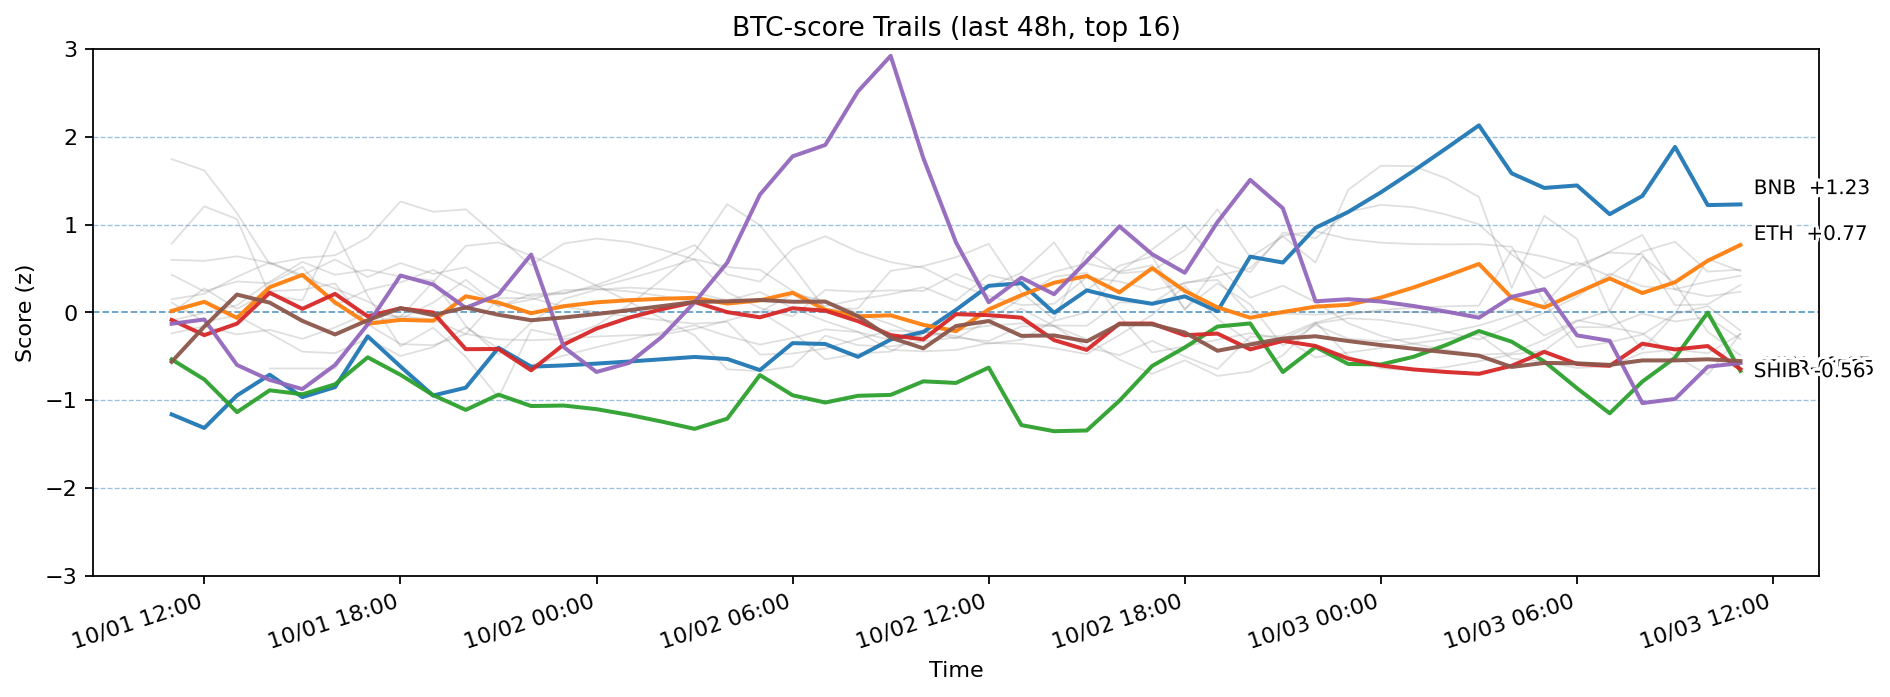 BTC-score Trails (last 48h, top 16)
Score (z)
3
2
1
0
−1
−2
−3
BNB +1.23
ETH +0.77
SHIB -0.56
10/01 12:00
10/01 18:00
10/02 00:00
10/02 06:00
10/02 12:00
10/02 18:00
10/03 00:00
10/03 06:00
10/03 12:00
Time